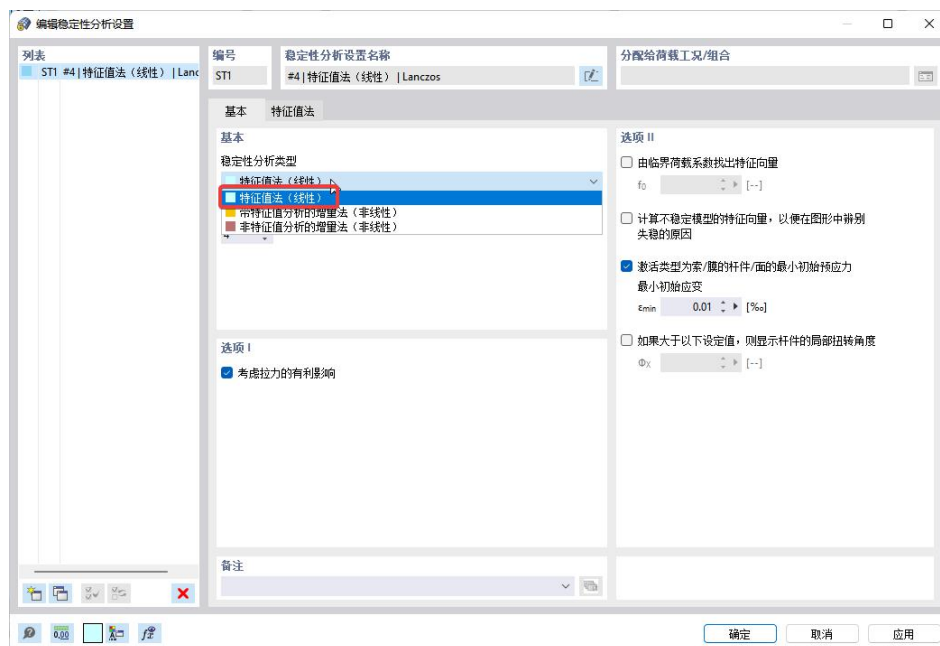 编辑稳定性分析设置
列表
ST1 #4 | 特征值法（线性） | Lanc
编号
ST1
稳定性分析设置名称
#4 | 特征值法（线性） | Lanczos
分配给荷载工况/组合
基本
特征值法
基本
稳定性分析类型
特征值法（线性）
特征值法（线性）
带特征值分析的增量法（非线性）
非特征值分析的增量法（非线性）
选项 I
考虑拉力的有利影响
备注
选项 II
由临界荷载系数找出特征向量
f₀ [--]
计算不稳定模型的特征向量，以便在图形中辨别
失稳的原因
激活类型为索/膜的杆件/面的最小初始预应力
最小初始应变
εmin 0.01 [‰]
如果大于以下设定值，则显示杆件的局部扭转角度
Φχ [--]
0,00
确定
取消
应用